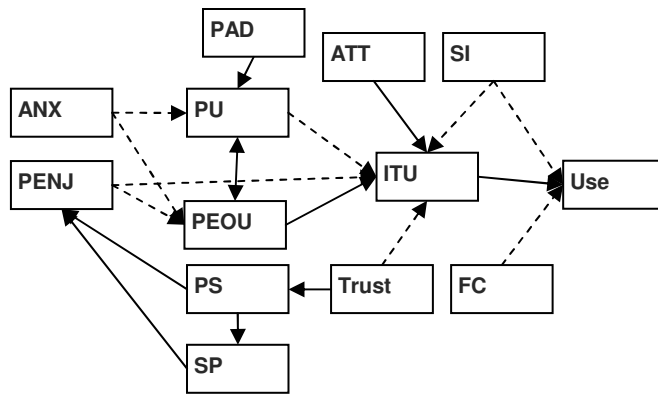 PAD
ATT
SI
ANX
PU
ITU
PENJ
Use
PEOU
PS
Trust
FC
SP